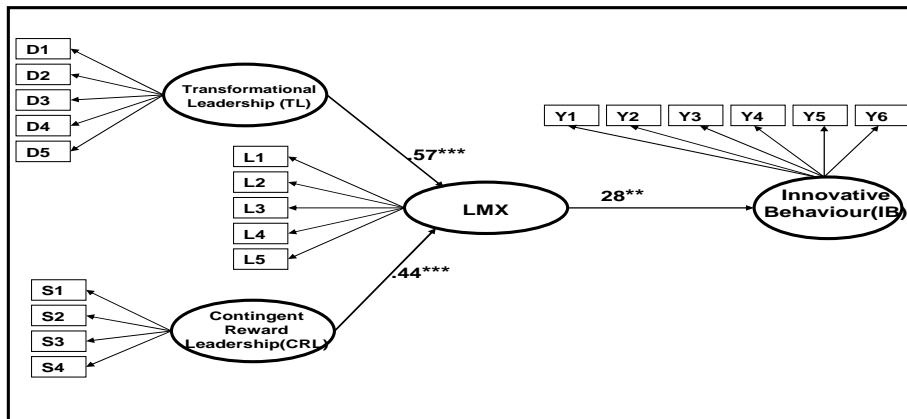 D1
D2
D3
D4
D5
Transformational
Leadership (TL)
.57***
L1
L2
L3
L4
L5
LMX
28**
Y1 Y2 Y3 Y4 Y5 Y6
Innovative
Behaviour(IB)
.44***
S1
S2
S3
S4
Contingent
Reward
Leadership(CRL)